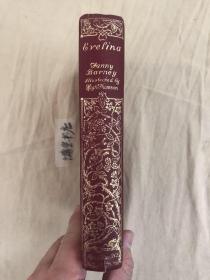 Evelina
Fanny
Burney
Illustrated by
Hugh Thomson